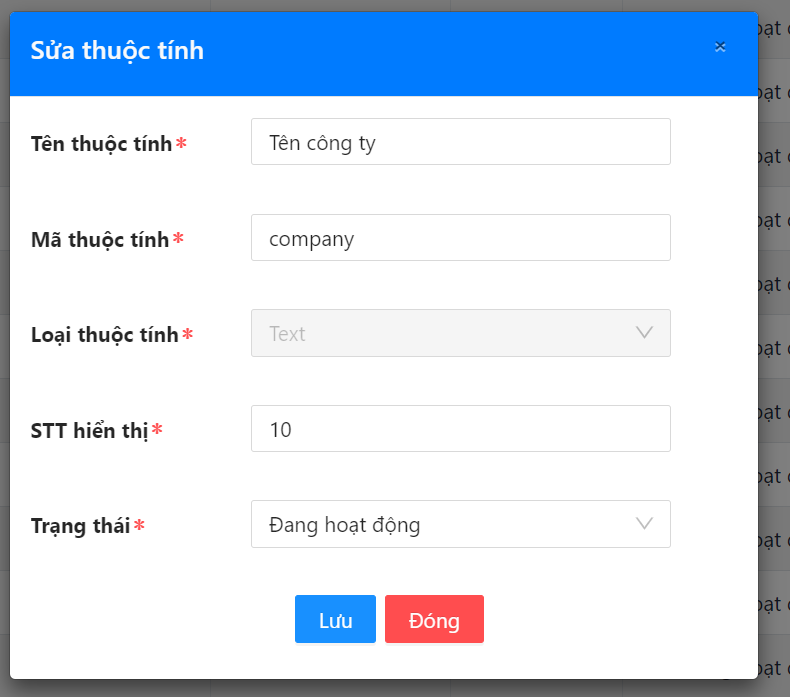 Sửa thuộc tính
×
Tên thuộc tính*
Tên công ty
Mã thuộc tính*
company
Loại thuộc tính*
Text
STT hiển thị*
10
Trạng thái*
Đang hoạt động
Lưu Đóng